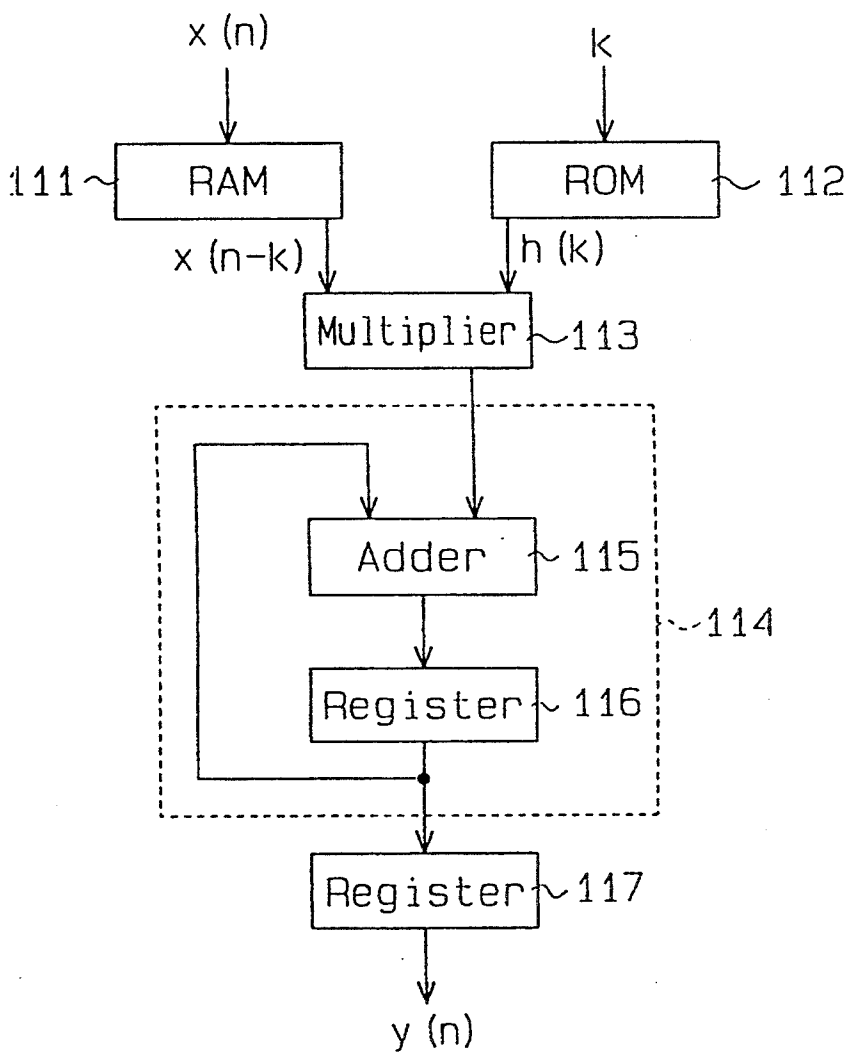 x (n)
k
111
RAM
ROM
112
x (n-k)
h (k)
Multiplier
113
Adder
115
114
Register
116
Register
117
y (n)